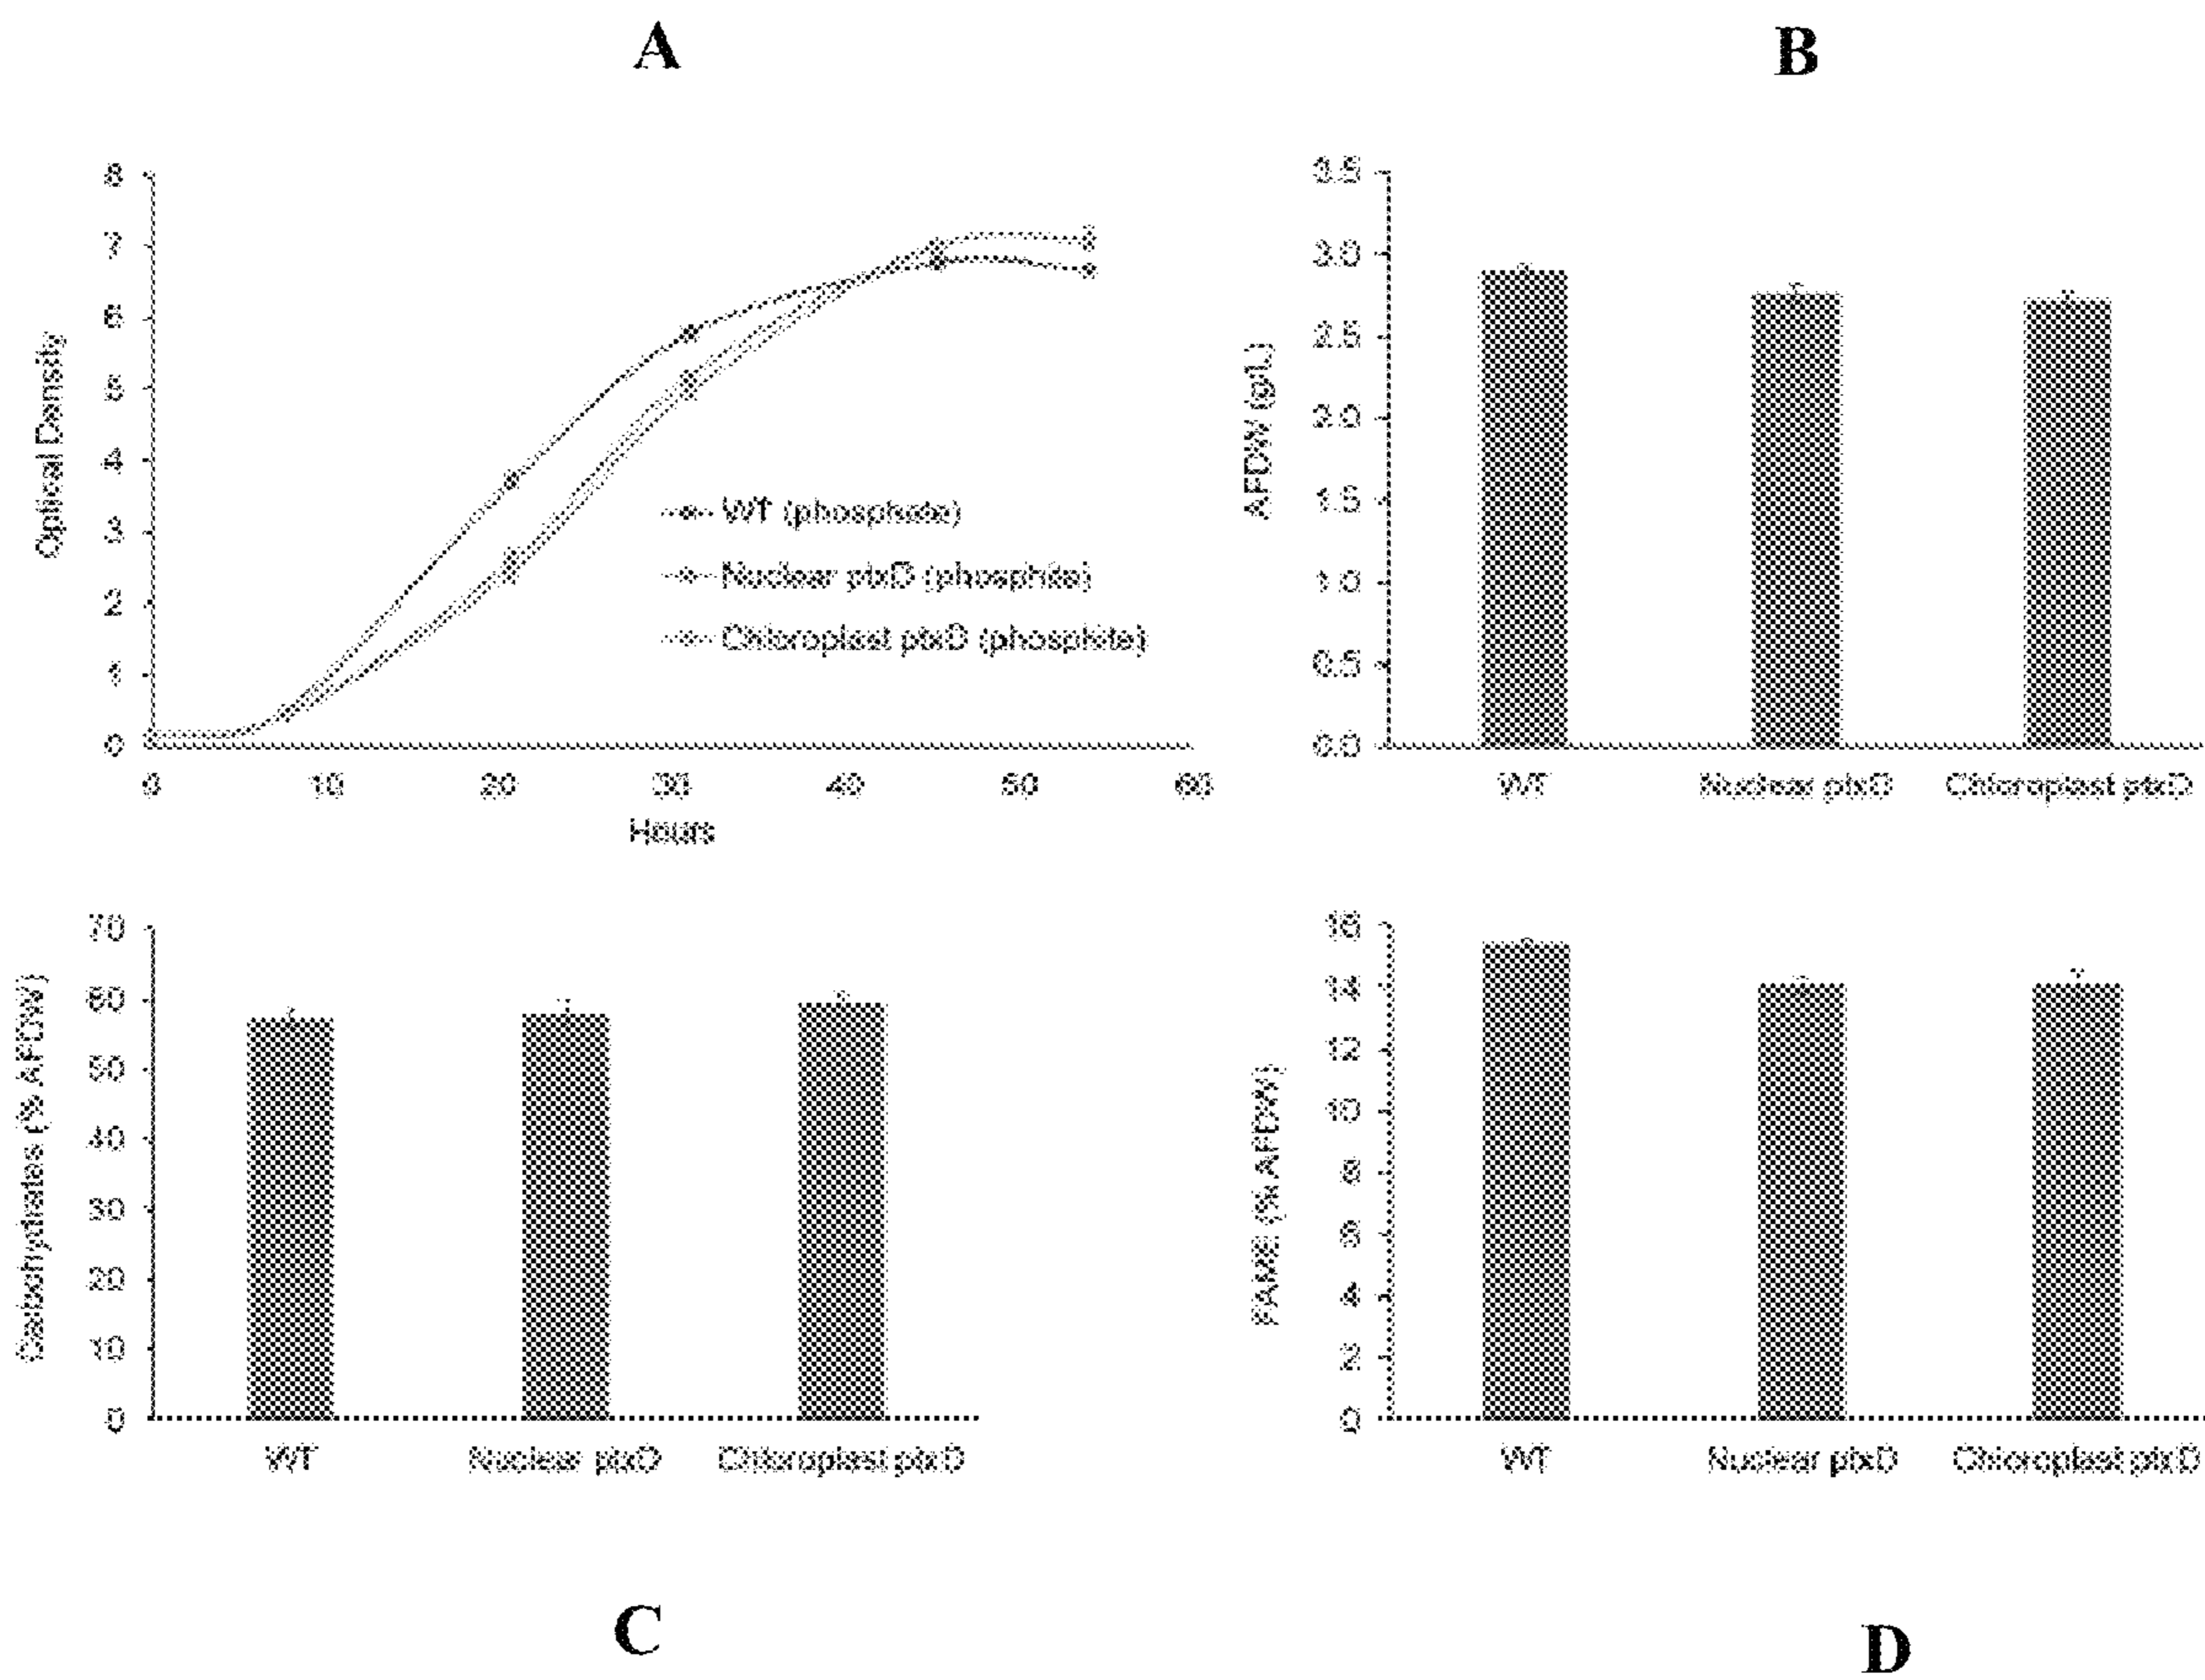 A
B
8
7
6
5
4
3
2
1
0
Optical Density
WT (phosphate)
Nuclear ptxD (phosphite)
Chloroplast ptxD (phosphite)
0 10 20 30 40 50 60
Hours
3.5
3.0
2.5
2.0
1.5
1.0
0.5
0.0
AFDW (g/L)
WT Nuclear ptxD Chloroplast ptxD
70
60
50
40
30
20
10
0
Carbohydrates (% AFDW)
WT Nuclear ptxD Chloroplast ptxD
16
14
12
10
8
6
4
2
0
FAME (% AFDW)
WT Nuclear ptxD Chloroplast ptxD
C
D